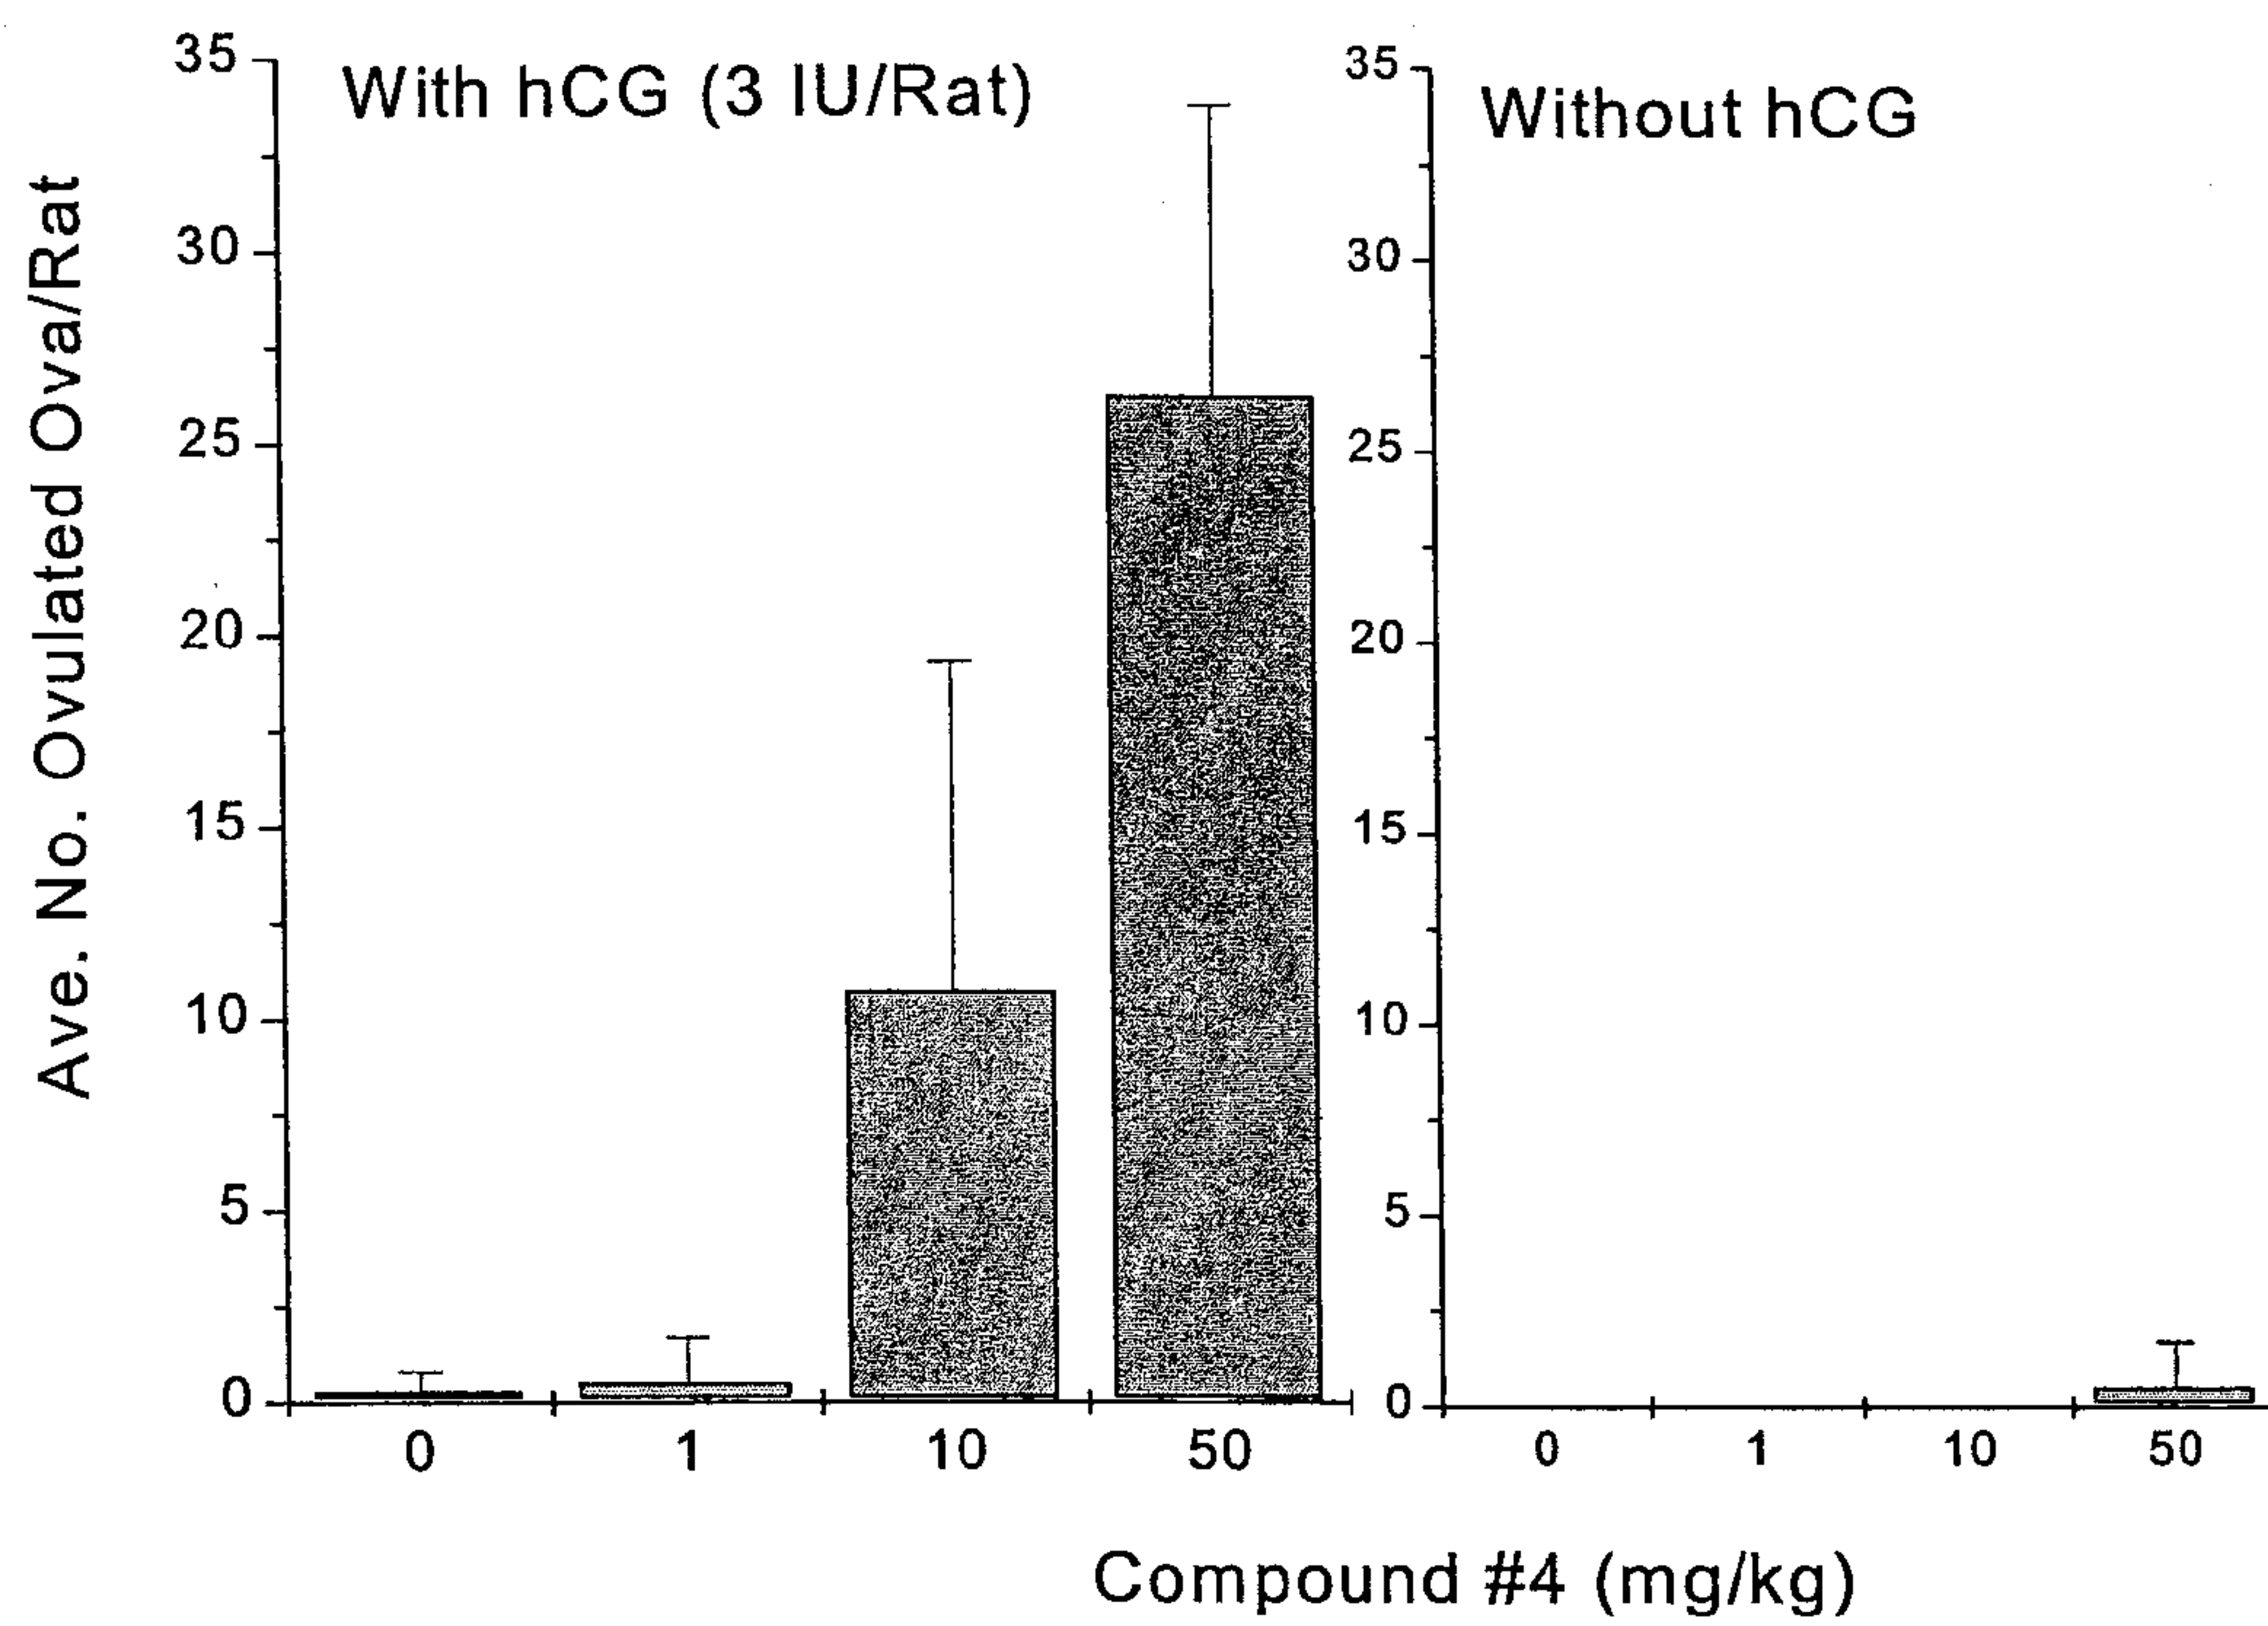 With hCG (3 IU/Rat)
Ave. No. Ovulated Ova/Rat
35
30
25
20
15
10
5
0
0 1 10 50
Without hCG
35
30
25
20
15
10
5
0
0 1 10 50
Compound #4 (mg/kg)